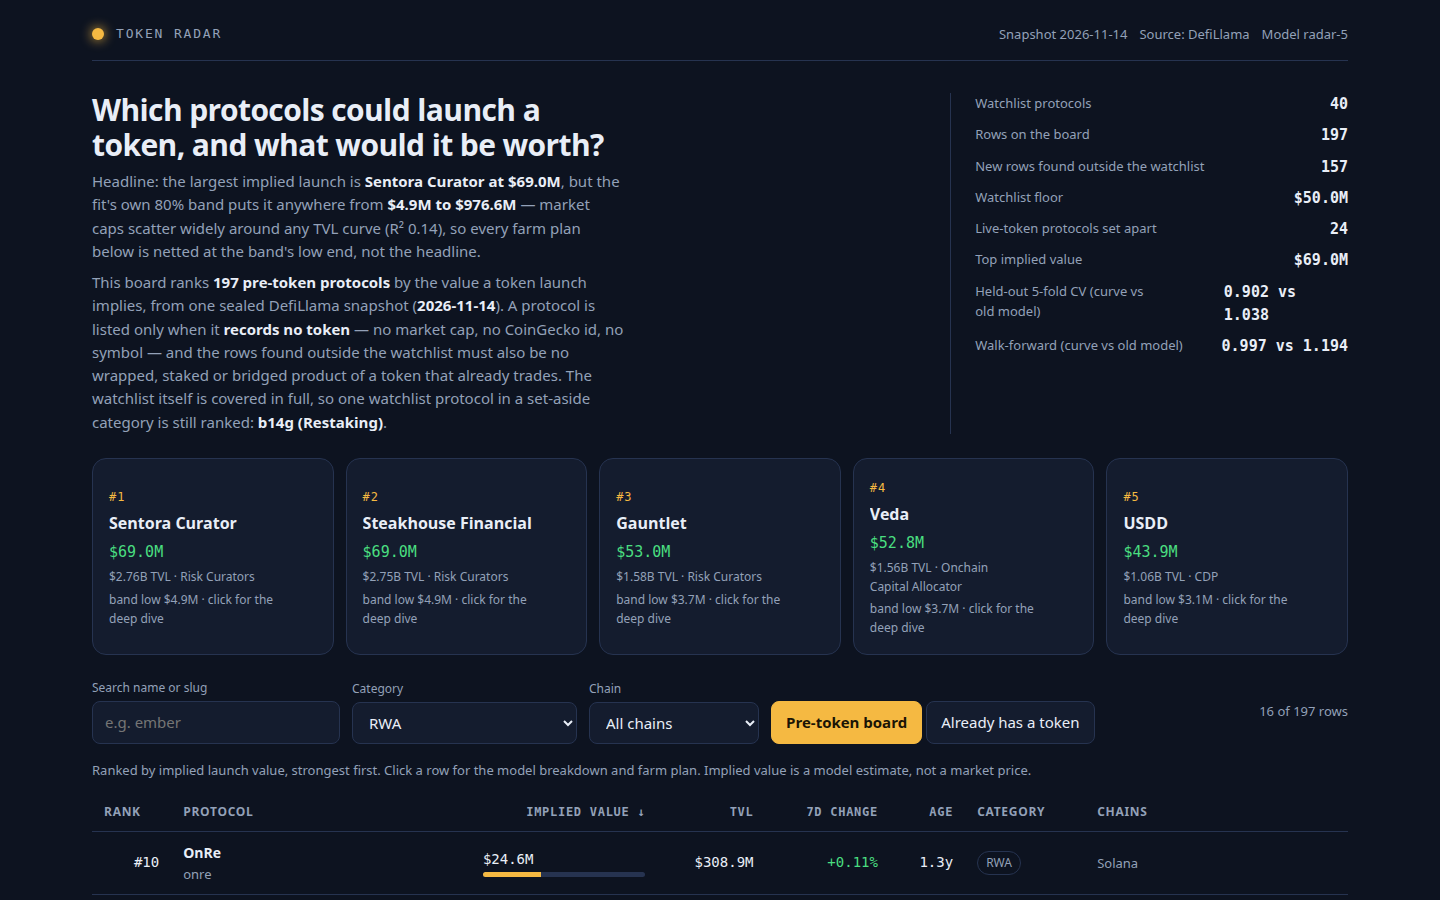 TOKEN RADAR
Snapshot 2026-11-14 Source: DefiLlama Model radar-5
Which protocols could launch a
token, and what would it be worth?
Headline: the largest implied launch is Sentora Curator at $69.0M, but the
fit's own 80% band puts it anywhere from $4.9M to $976.6M — market
caps scatter widely around any TVL curve (R² 0.14), so every farm plan
below is netted at the band's low end, not the headline.
This board ranks 197 pre-token protocols by the value a token launch
implies, from one sealed DefiLlama snapshot (2026-11-14). A protocol is
listed only when it records no token — no market cap, no CoinGecko id, no
symbol — and the rows found outside the watchlist must also be no
wrapped, staked or bridged product of a token that already trades. The
watchlist itself is covered in full, so one watchlist protocol in a set-aside
category is still ranked: b14g (Restaking).
Watchlist protocols 40
Rows on the board 197
New rows found outside the watchlist 157
Watchlist floor $50.0M
Live-token protocols set apart 24
Top implied value $69.0M
Held-out 5-fold CV (curve vs 0.902 vs
old model) 1.038
Walk-forward (curve vs old model) 0.997 vs 1.194
#1
Sentora Curator
$69.0M
$2.76B TVL · Risk Curators
band low $4.9M · click for the
deep dive
#2
Steakhouse Financial
$69.0M
$2.75B TVL · Risk Curators
band low $4.9M · click for the
deep dive
#3
Gauntlet
$53.0M
$1.58B TVL · Risk Curators
band low $3.7M · click for the
deep dive
#4
Veda
$52.8M
$1.56B TVL · Onchain
Capital Allocator
band low $3.7M · click for the
deep dive
#5
USDD
$43.9M
$1.06B TVL · CDP
band low $3.1M · click for the
deep dive
Search name or slug
e.g. ember
Category
RWA
Chain
All chains
Pre-token board
Already has a token
16 of 197 rows
Ranked by implied launch value, strongest first. Click a row for the model breakdown and farm plan. Implied value is a model estimate, not a market price.
RANK PROTOCOL IMPLIED VALUE ↓ TVL 7D CHANGE AGE CATEGORY CHAINS
#10 OnRe $24.6M $308.9M +0.11% 1.3y RWA Solana
onre